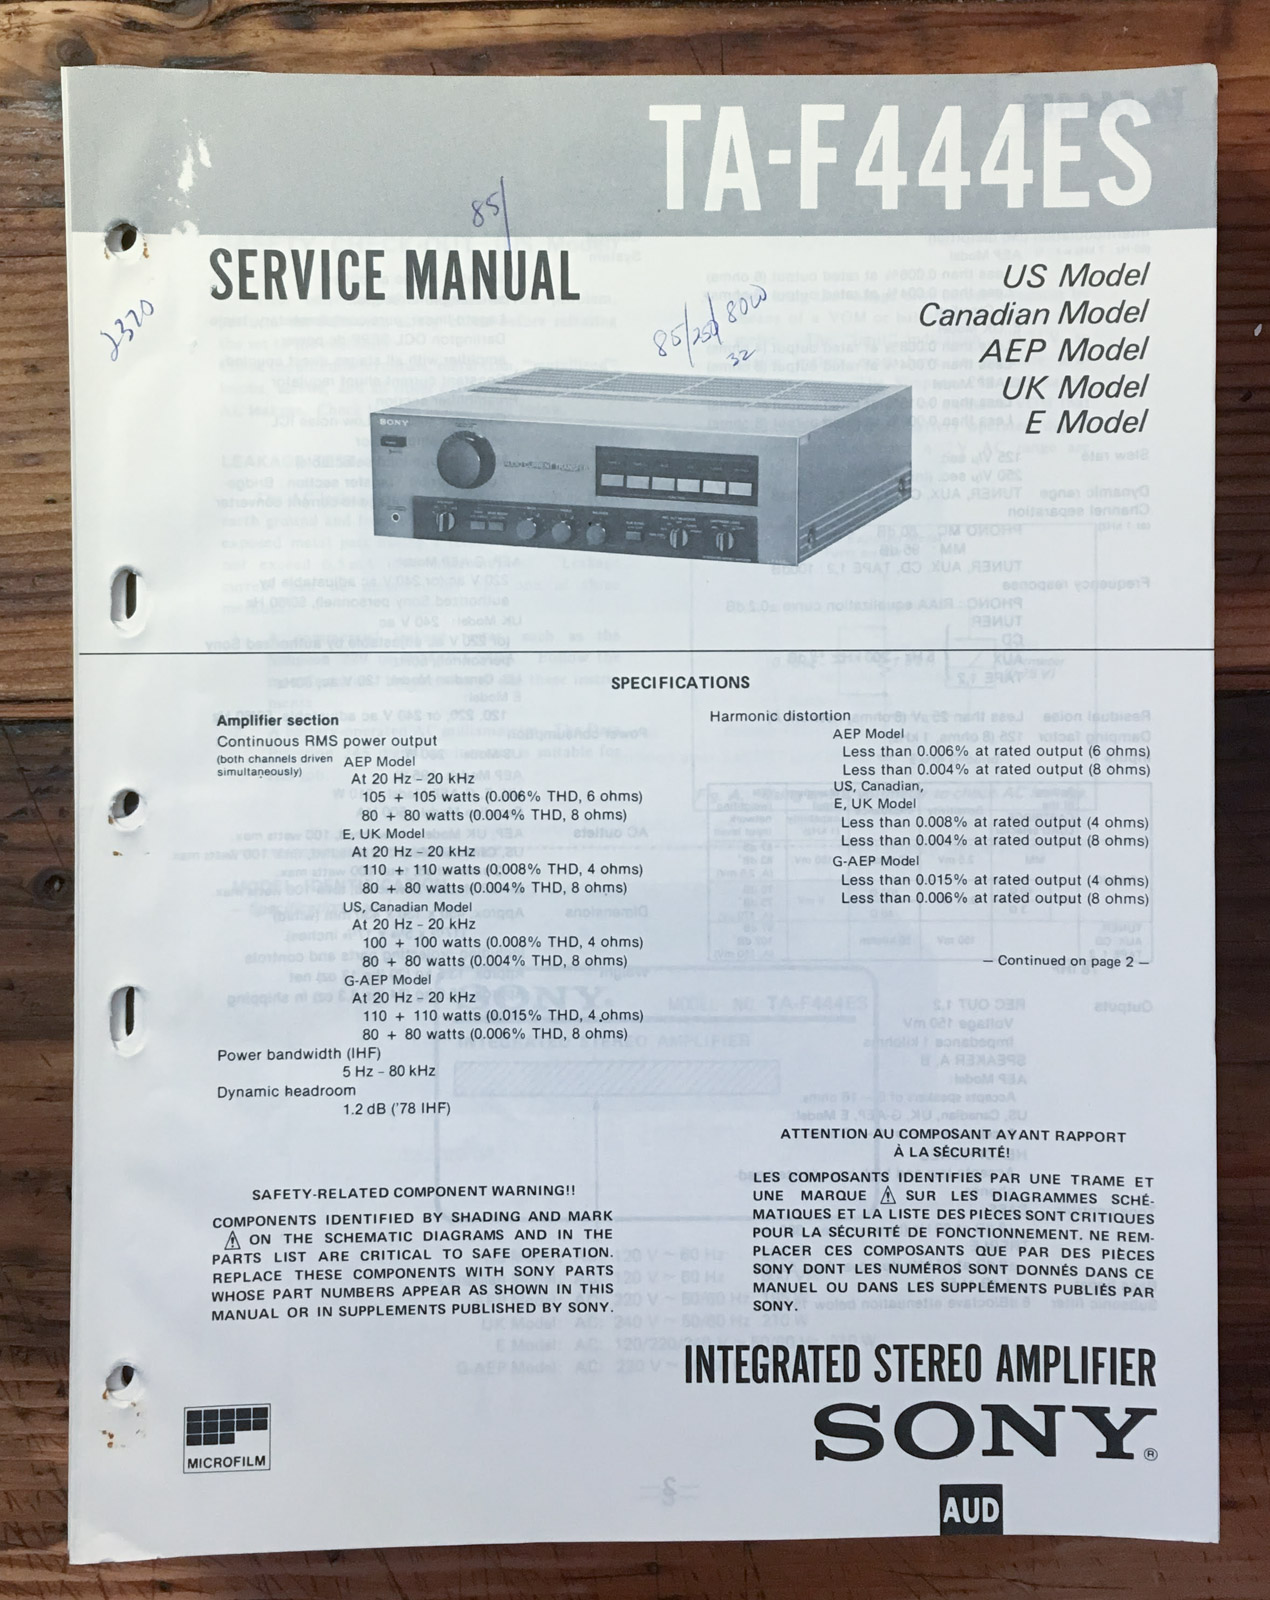 TA-F444ES
85/
SERVICE MANUAL
US Model
Canadian Model
AEP Model
UK Model
E Model
2320
85/250/80W
32
SONY
AUDIO CURRENT TRANSFER
SPECIFICATIONS
Amplifier section
Continuous RMS power output
(both channels driven
simultaneously)
AEP Model
At 20 Hz – 20 kHz
105 + 105 watts (0.006% THD, 6 ohms)
80 + 80 watts (0.004% THD, 8 ohms)
E, UK Model
At 20 Hz – 20 kHz
110 + 110 watts (0.008% THD, 4 ohms)
80 + 80 watts (0.004% THD, 8 ohms)
US, Canadian Model
At 20 Hz – 20 kHz
100 + 100 watts (0.008% THD, 4 ohms)
80 + 80 watts (0.004% THD, 8 ohms)
G-AEP Model
At 20 Hz – 20 kHz
110 + 110 watts (0.015% THD, 4 ohms)
80 + 80 watts (0.006% THD, 8 ohms)
Power bandwidth (IHF)
5 Hz – 80 kHz
Dynamic headroom
1.2 dB ('78 IHF)
Harmonic distortion
AEP Model
Less than 0.006% at rated output (6 ohms)
Less than 0.004% at rated output (8 ohms)
US, Canadian,
E, UK Model
Less than 0.008% at rated output (4 ohms)
Less than 0.004% at rated output (8 ohms)
G-AEP Model
Less than 0.015% at rated output (4 ohms)
Less than 0.006% at rated output (8 ohms)
— Continued on page 2 —
SAFETY-RELATED COMPONENT WARNING!!
COMPONENTS IDENTIFIED BY SHADING AND MARK
⚠ ON THE SCHEMATIC DIAGRAMS AND IN THE
PARTS LIST ARE CRITICAL TO SAFE OPERATION.
REPLACE THESE COMPONENTS WITH SONY PARTS
WHOSE PART NUMBERS APPEAR AS SHOWN IN THIS
MANUAL OR IN SUPPLEMENTS PUBLISHED BY SONY.
ATTENTION AU COMPOSANT AYANT RAPPORT
À LA SÉCURITÉ!
LES COMPOSANTS IDENTIFIÉS PAR UNE TRAME ET
UNE MARQUE ⚠ SUR LES DIAGRAMMES SCHÉ-
MATIQUES ET LA LISTE DES PIÈCES SONT CRITIQUES
POUR LA SÉCURITÉ DE FONCTIONNEMENT. NE REM-
PLACER CES COMPOSANTS QUE PAR DES PIÈCES
SONY DONT LES NUMÉROS SONT DONNÉS DANS CE
MANUEL OU DANS LES SUPPLÉMENTS PUBLIÉS PAR
SONY.
INTEGRATED STEREO AMPLIFIER
SONY®
MICROFILM
AUD